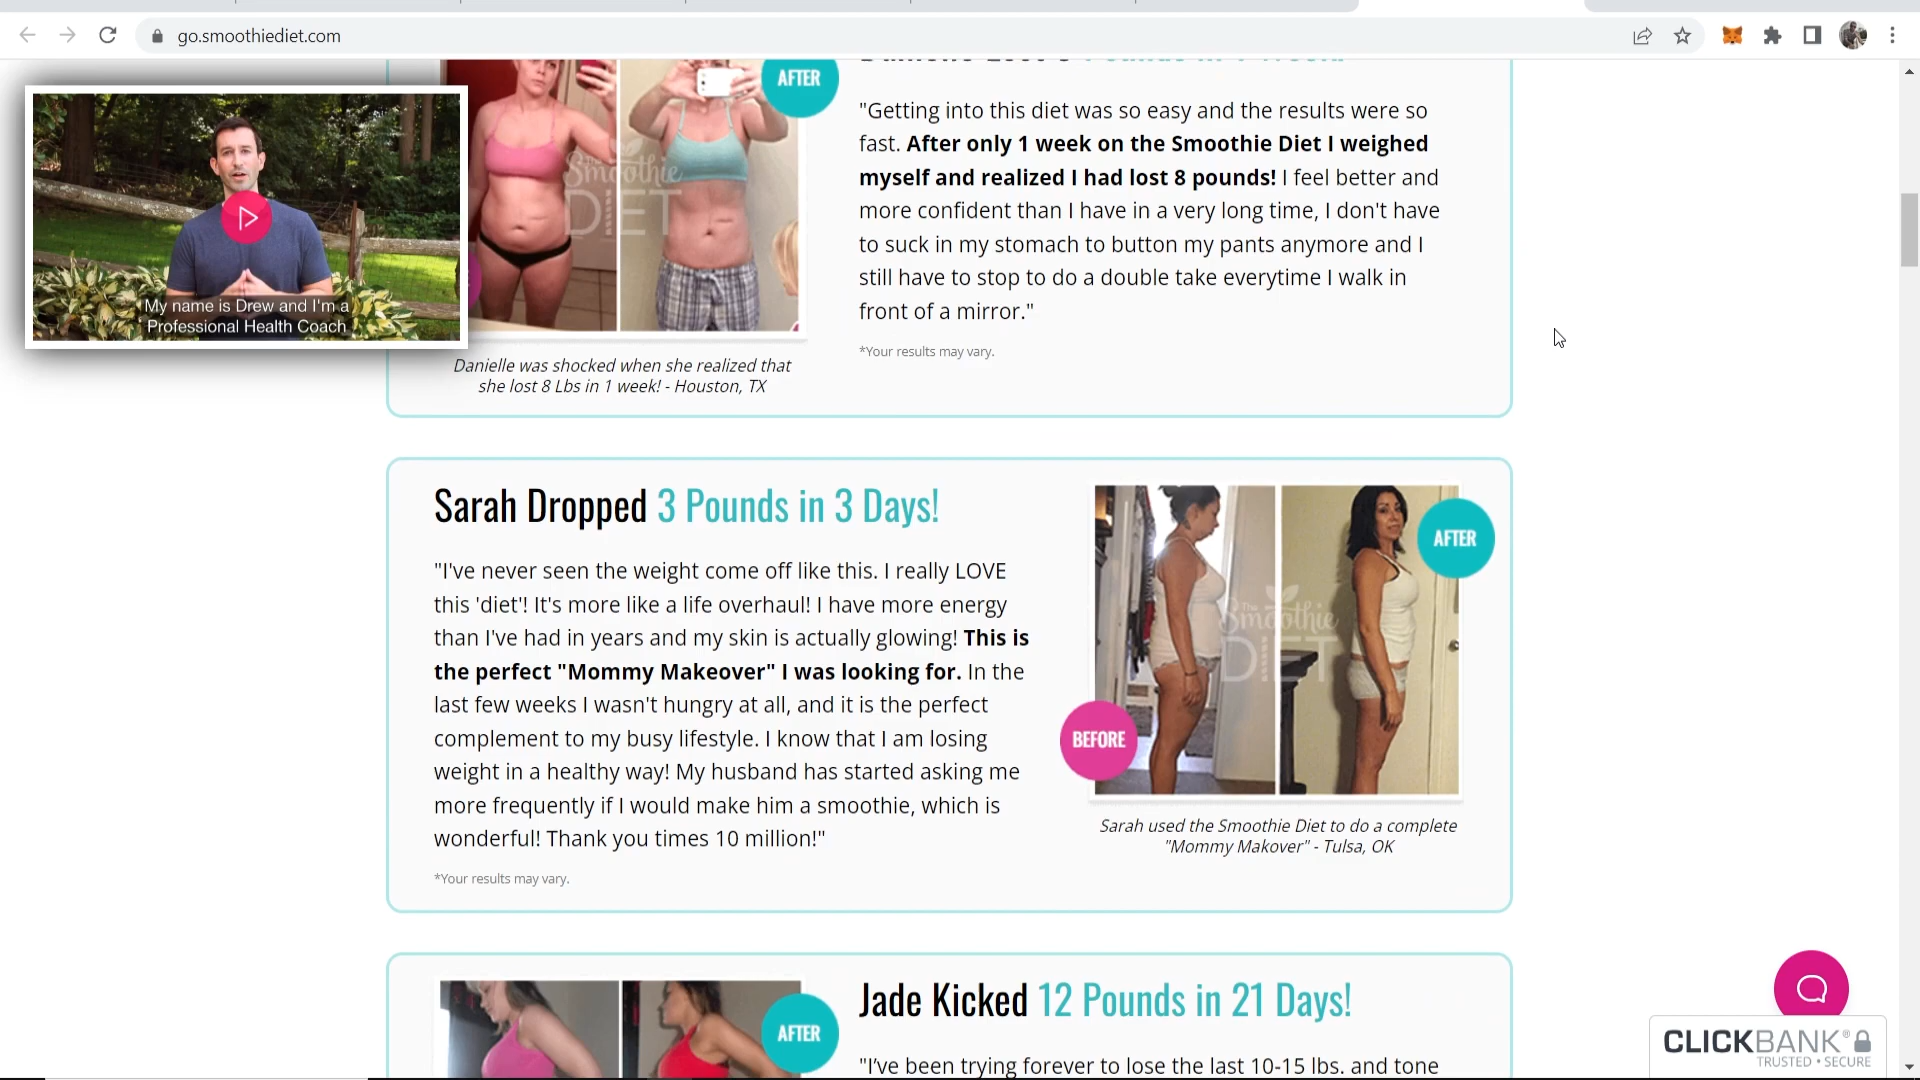 go.smoothiediet.com
AFTER
"Getting into this diet was so easy and the results were so
fast. After only 1 week on the Smoothie Diet I weighed
myself and realized I had lost 8 pounds! I feel better and
more confident than I have in a very long time, I don't have
to suck in my stomach to button my pants anymore and I
still have to stop to do a double take everytime I walk in
front of a mirror."
*Your results may vary.
The
Smoothie
DIET
My name is Drew and I'm a
Professional Health Coach
Danielle was shocked when she realized that
she lost 8 Lbs in 1 week! - Houston, TX
Sarah Dropped 3 Pounds in 3 Days!
"I've never seen the weight come off like this. I really LOVE
this 'diet'! It's more like a life overhaul! I have more energy
than I've had in years and my skin is actually glowing! This is
the perfect "Mommy Makeover" I was looking for. In the
last few weeks I wasn't hungry at all, and it is the perfect
complement to my busy lifestyle. I know that I am losing
weight in a healthy way! My husband has started asking me
more frequently if I would make him a smoothie, which is
wonderful! Thank you times 10 million!"
*Your results may vary.
AFTER
The
Smoothie
DIET
BEFORE
Sarah used the Smoothie Diet to do a complete
"Mommy Makover" - Tulsa, OK
AFTER
Jade Kicked 12 Pounds in 21 Days!
"I've been trying forever to lose the last 10-15 lbs. and tone
CLICKBANK®
TRUSTED • SECURE